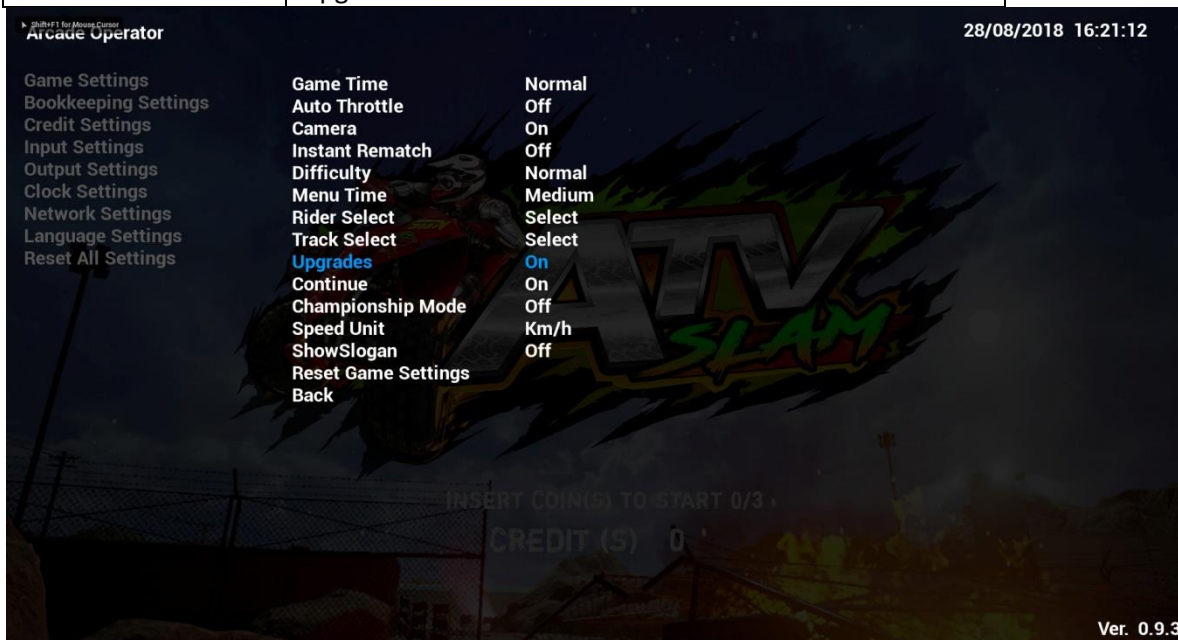 Shift+F1 for Mouse Cursor
Arcade Operator
28/08/2018 16:21:12
Game Settings
Bookkeeping Settings
Credit Settings
Input Settings
Output Settings
Clock Settings
Network Settings
Language Settings
Reset All Settings
Game Time Normal
Auto Throttle Off
Camera On
Instant Rematch Off
Difficulty Normal
Menu Time Medium
Rider Select Select
Track Select Select
Upgrades On
Continue On
Championship Mode Off
Speed Unit Km/h
ShowSlogan Off
Reset Game Settings
Back
ATV
SLAM
INSERT COIN(S) TO START 0/3
CREDIT (S) 0
Ver. 0.9.3